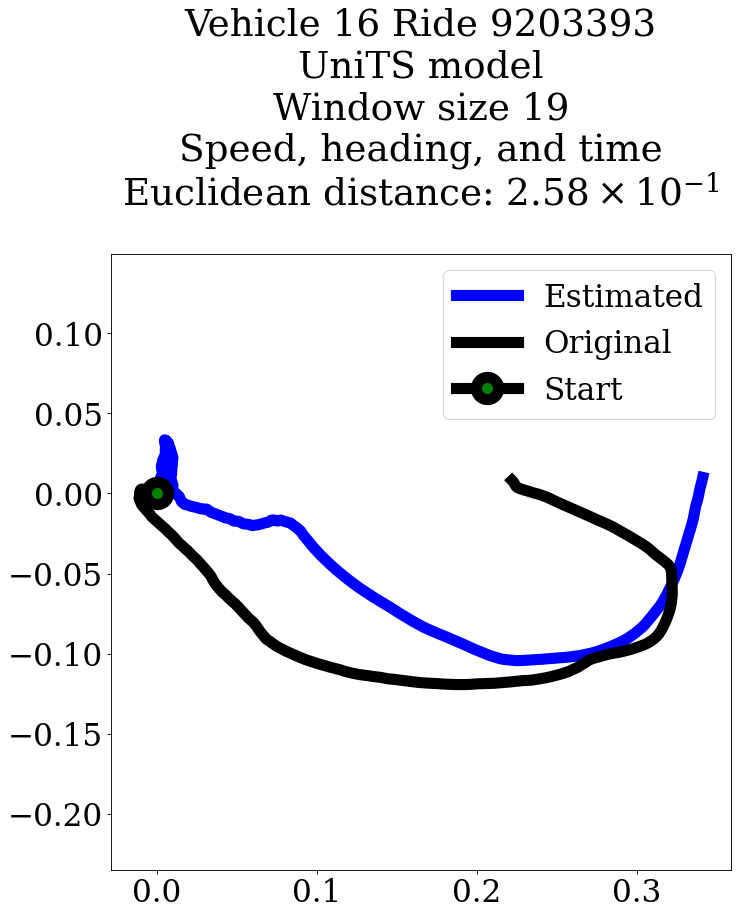 Vehicle 16 Ride 9203393
UniTS model
Window size 19
Speed, heading, and time
Euclidean distance: 2.58 × 10⁻¹
Estimated
Original
Start
0.10
0.05
0.00
−0.05
−0.10
−0.15
−0.20
0.0 0.1 0.2 0.3